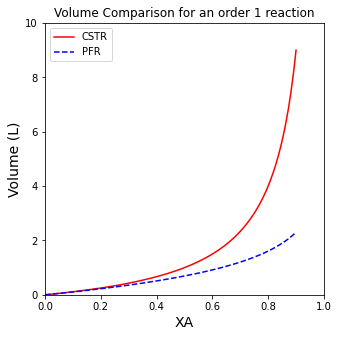 Volume Comparison for an order 1 reaction
CSTR
PFR
Volume (L)
10
8
6
4
2
0
0.0 0.2 0.4 0.6 0.8 1.0
XA